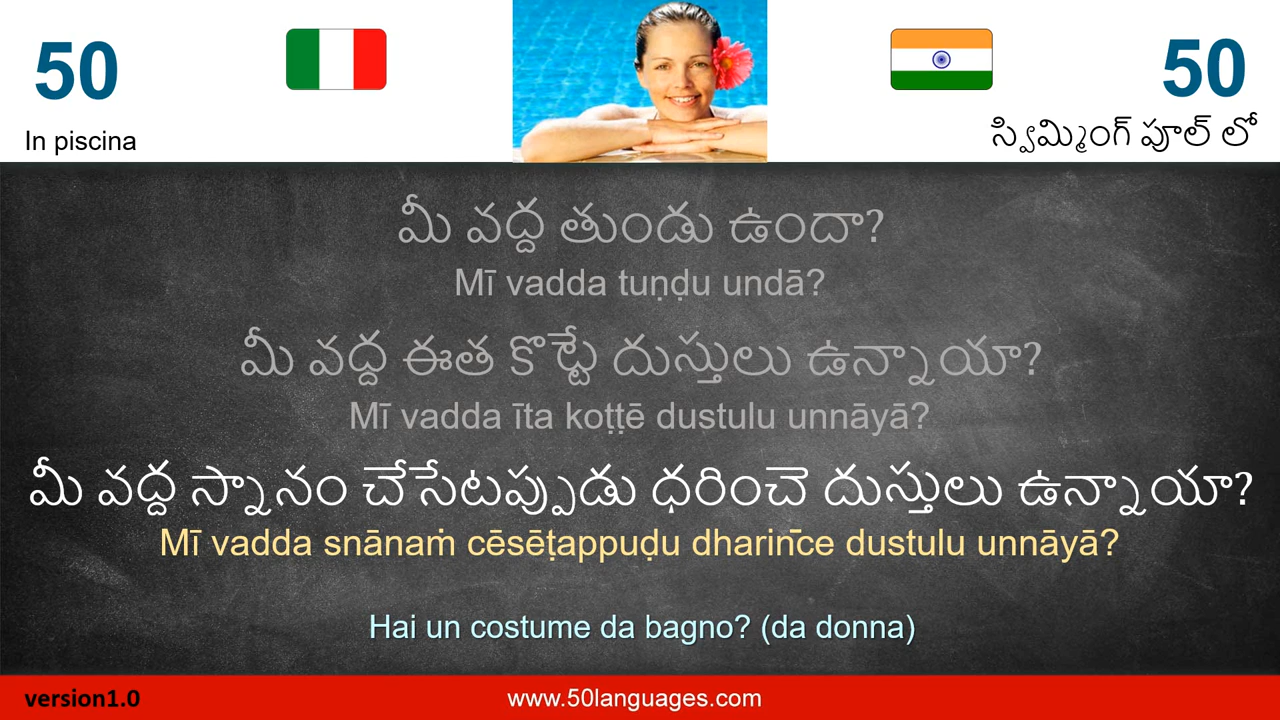 50
50
In piscina
స్విమ్మింగ్ పూల్ లో
మీ వద్ద తుండు ఉందా?
Mī vadda tuṇḍu undā?
మీ వద్ద ఈత కొట్టే దుస్తులు ఉన్నాయా?
Mī vadda īta koṭṭē dustulu unnāyā?
మీ వద్ద స్నానం చేసేటప్పుడు ధరించె దుస్తులు ఉన్నాయా?
Mī vadda snānaṁ cēsēṭappuḍu dharin̄ce dustulu unnāyā?
Hai un costume da bagno? (da donna)
version1.0
www.50languages.com